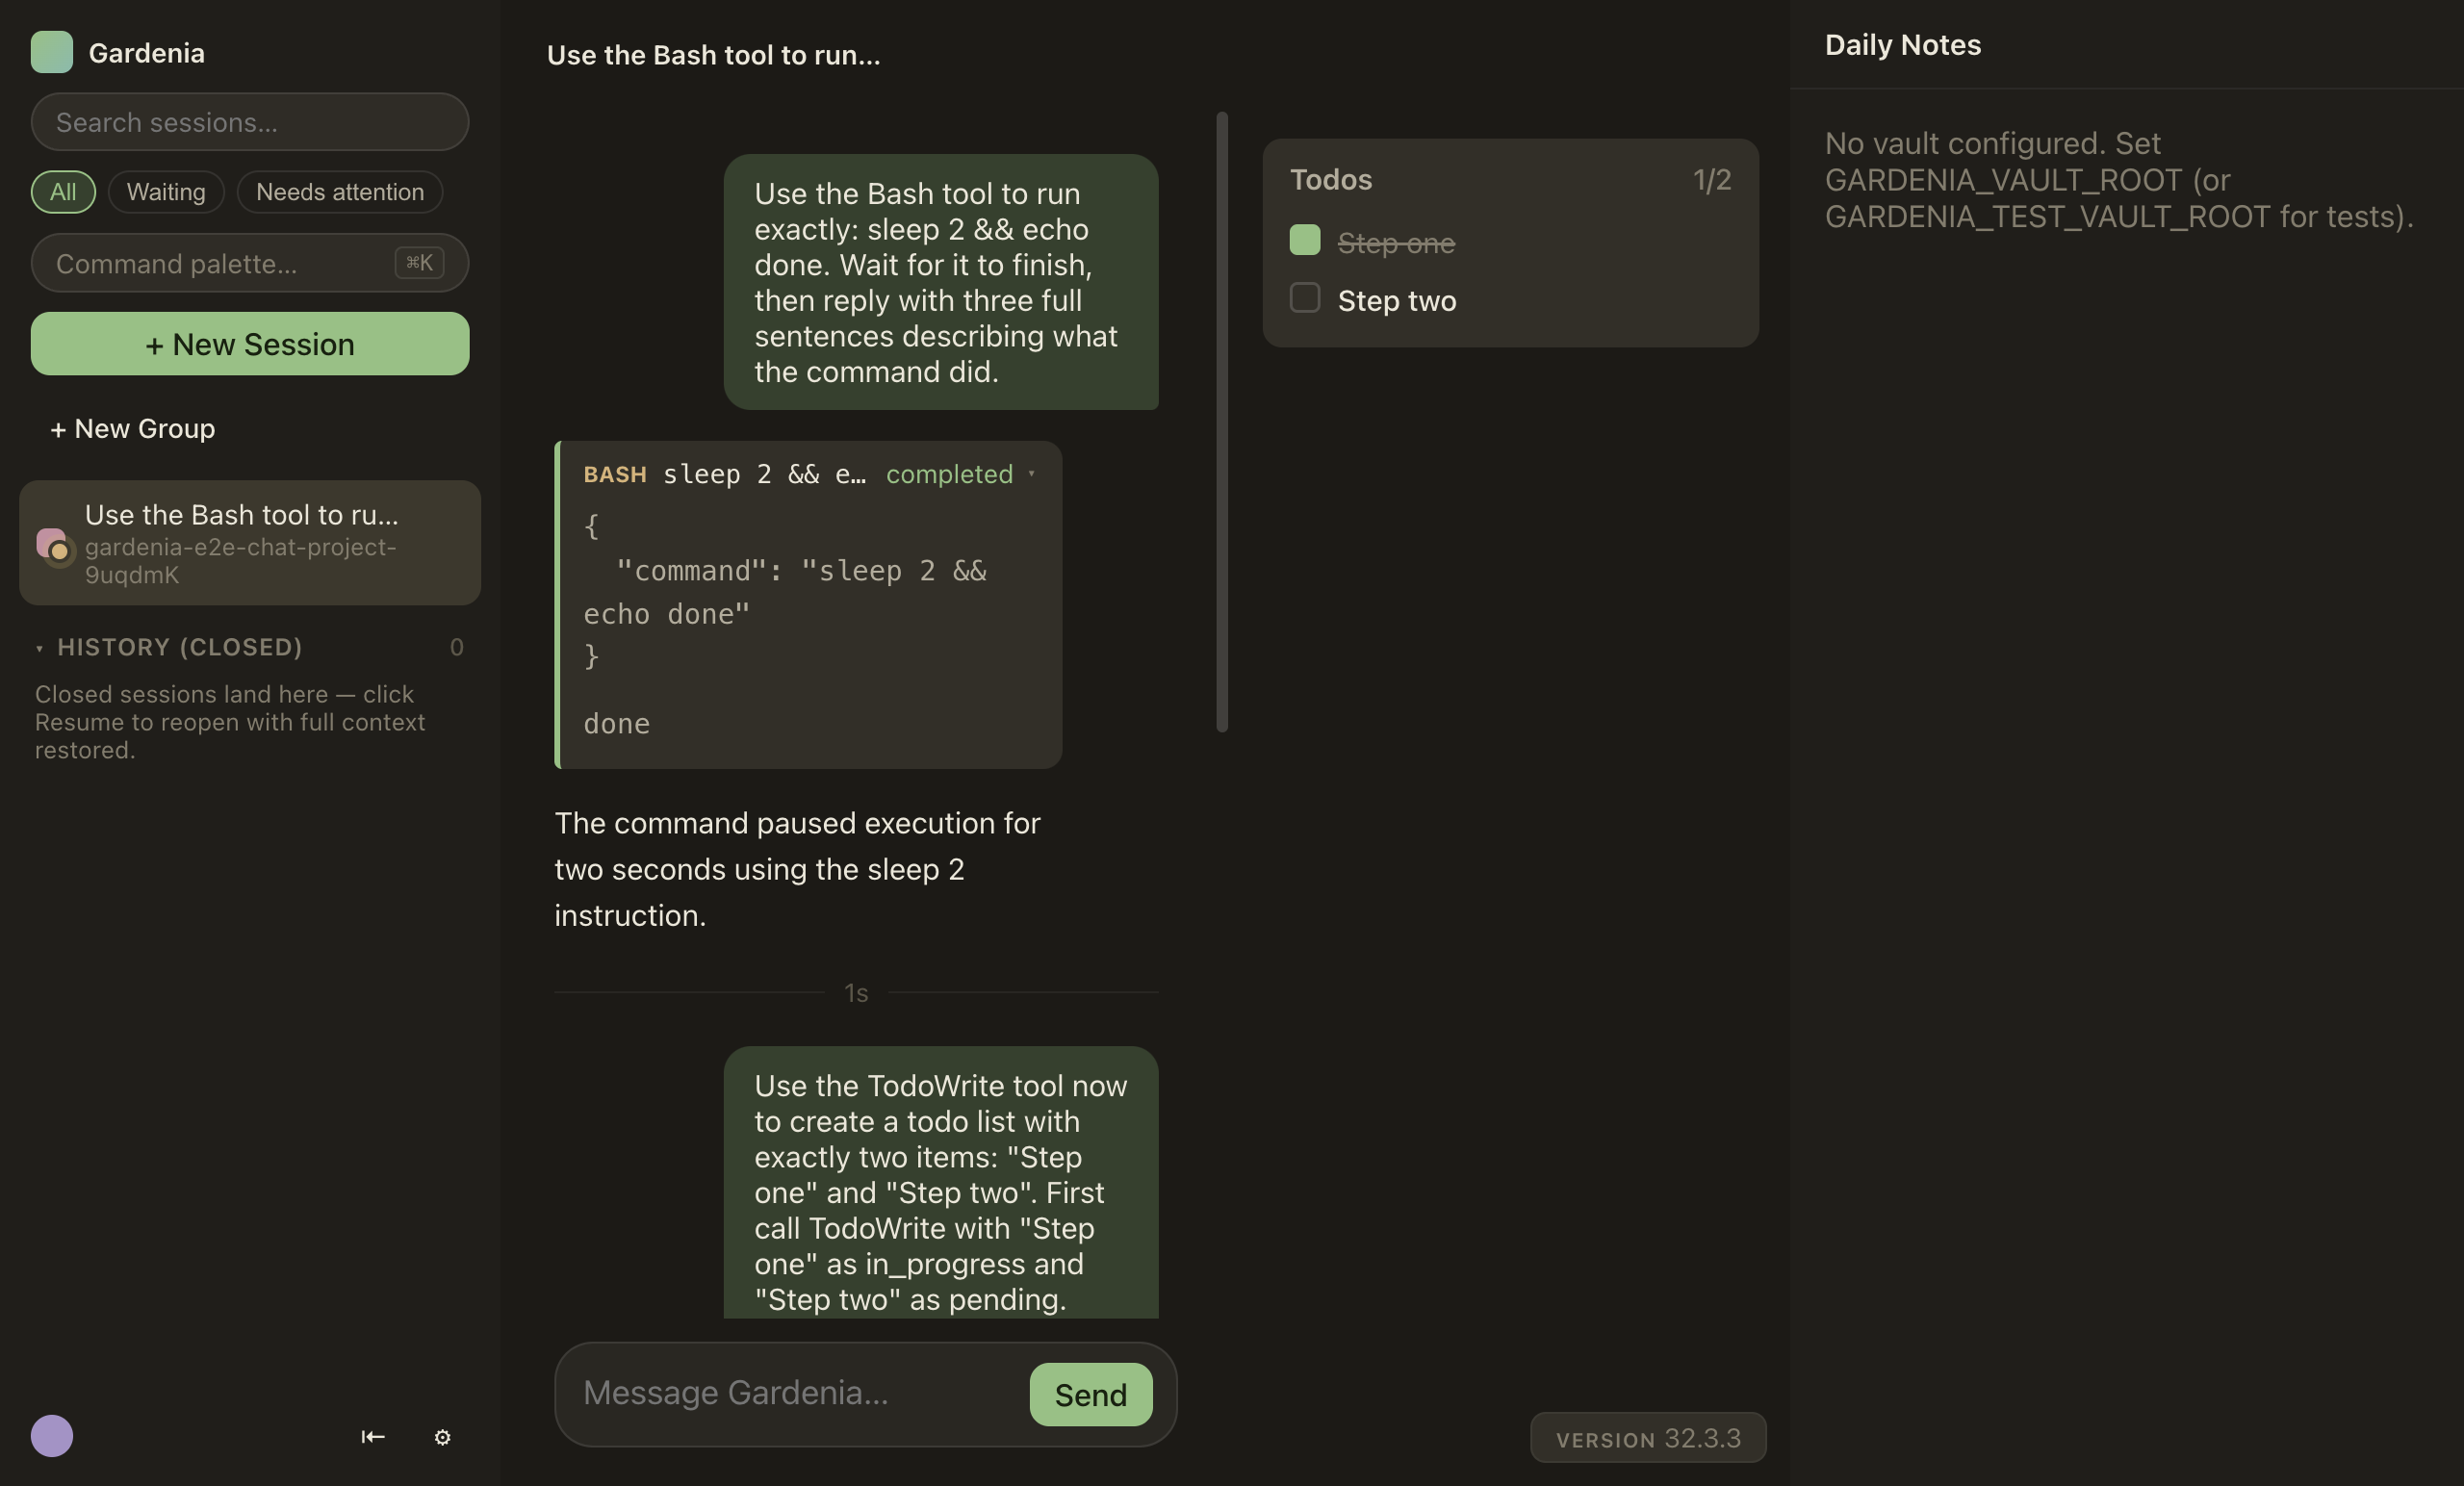 Gardenia
Search sessions...
All
Waiting
Needs attention
Command palette...
⌘K
+ New Session
+ New Group
Use the Bash tool to ru...
gardenia-e2e-chat-project-
9uqdmK
▾ HISTORY (CLOSED)
0
Closed sessions land here — click
Resume to reopen with full context
restored.
Use the Bash tool to run...
Use the Bash tool to run
exactly: sleep 2 && echo
done. Wait for it to finish,
then reply with three full
sentences describing what
the command did.
BASH sleep 2 && e… completed ▾
{
"command": "sleep 2 &&
echo done"
}
done
The command paused execution for
two seconds using the sleep 2
instruction.
1s
Use the TodoWrite tool now
to create a todo list with
exactly two items: "Step
one" and "Step two". First
call TodoWrite with "Step
one" as in_progress and
"Step two" as pending.
Message Gardenia...
Send
Todos
1/2
Step one
Step two
VERSION 32.3.3
Daily Notes
No vault configured. Set
GARDENIA_VAULT_ROOT (or
GARDENIA_TEST_VAULT_ROOT for tests).